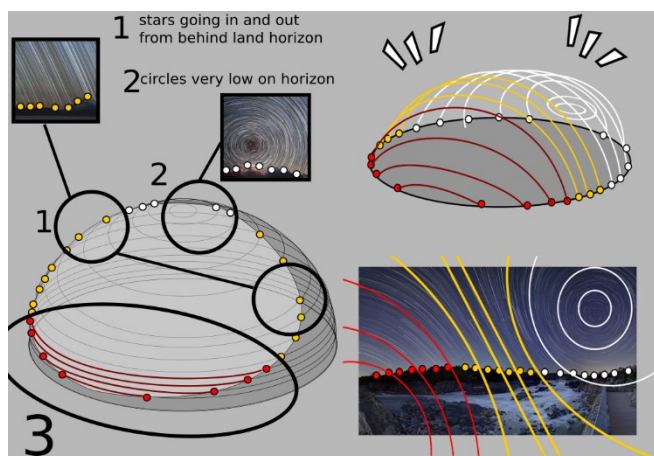 1 stars going in and out
from behind land horizon
2 circles very low on horizon
1
2
1
3